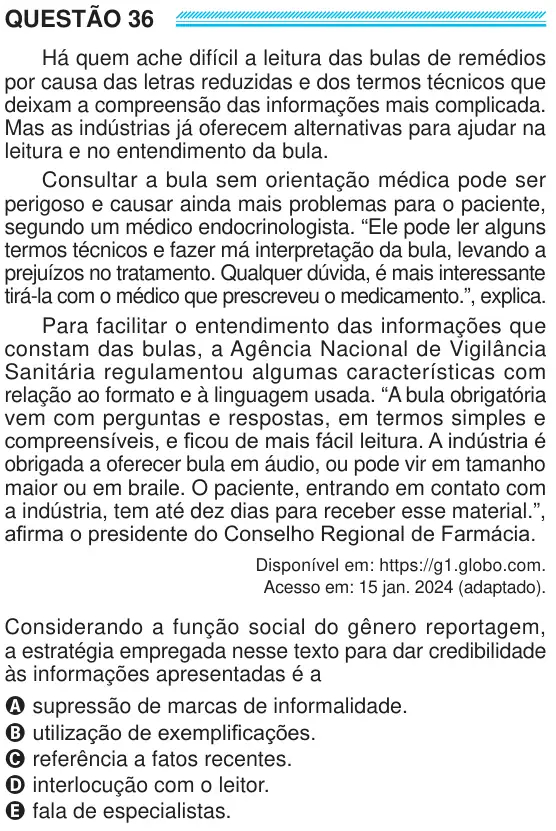 QUESTÃO 36
Há quem ache difícil a leitura das bulas de remédios
por causa das letras reduzidas e dos termos técnicos que
deixam a compreensão das informações mais complicada.
Mas as indústrias já oferecem alternativas para ajudar na
leitura e no entendimento da bula.
Consultar a bula sem orientação médica pode ser
perigoso e causar ainda mais problemas para o paciente,
segundo um médico endocrinologista. “Ele pode ler alguns
termos técnicos e fazer má interpretação da bula, levando a
prejuízos no tratamento. Qualquer dúvida, é mais interessante
tirá-la com o médico que prescreveu o medicamento.”, explica.
Para facilitar o entendimento das informações que
constam das bulas, a Agência Nacional de Vigilância
Sanitária regulamentou algumas características com
relação ao formato e à linguagem usada. “A bula obrigatória
vem com perguntas e respostas, em termos simples e
compreensíveis, e ficou de mais fácil leitura. A indústria é
obrigada a oferecer bula em áudio, ou pode vir em tamanho
maior ou em braile. O paciente, entrando em contato com
a indústria, tem até dez dias para receber esse material.”,
afirma o presidente do Conselho Regional de Farmácia.
Disponível em: https://g1.globo.com.
Acesso em: 15 jan. 2024 (adaptado).
Considerando a função social do gênero reportagem,
a estratégia empregada nesse texto para dar credibilidade
às informações apresentadas é a
A supressão de marcas de informalidade.
B utilização de exemplificações.
C referência a fatos recentes.
D interlocução com o leitor.
E fala de especialistas.